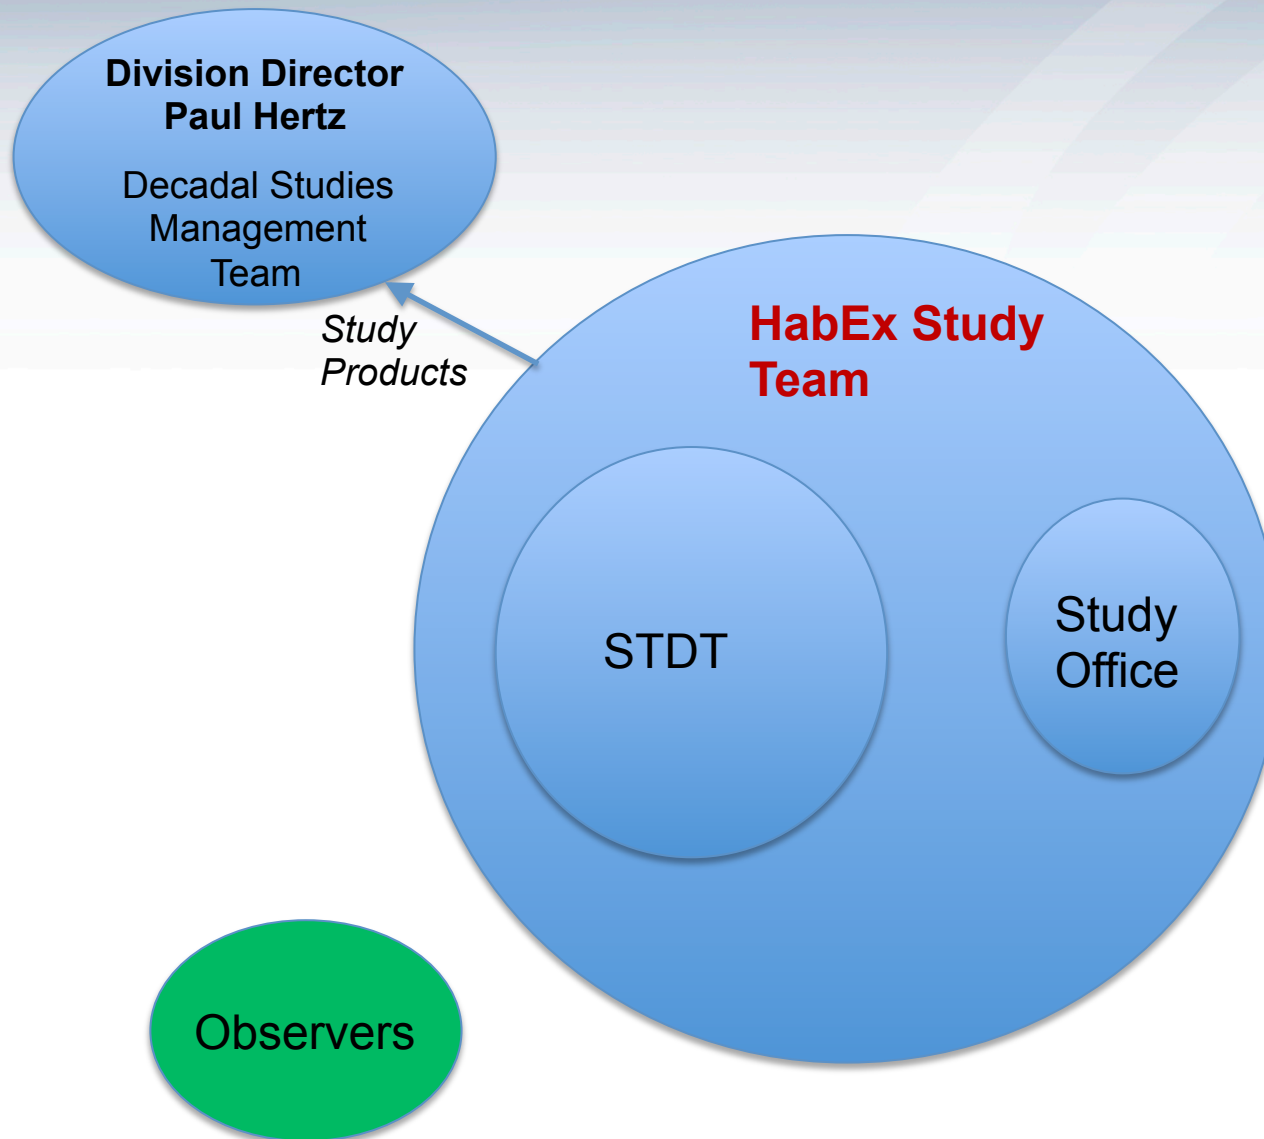 Division Director
Paul Hertz
Decadal Studies
Management
Team
Study
Products
HabEx Study
Team
STDT
Study
Office
Observers